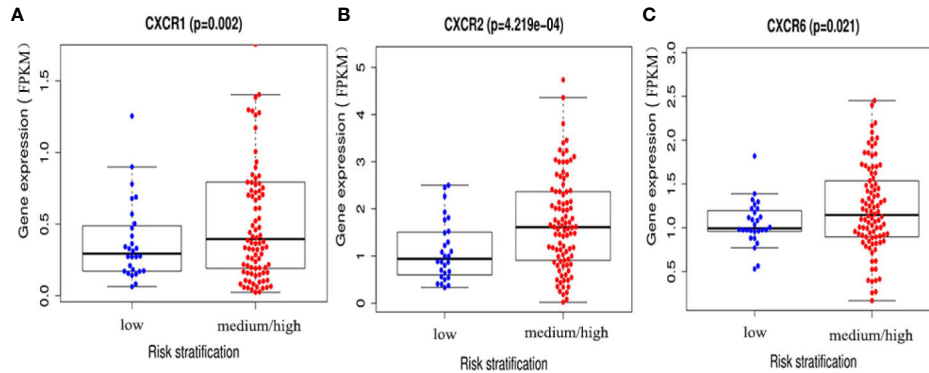 A
CXCR1 (p=0.002)
Gene expression ( FPKM)
0.0
0.5
1.0
1.5
low
medium/high
Risk stratification
B
CXCR2 (p=4.219e−04)
Gene expression ( FPKM)
0
1
2
3
4
5
low
medium/high
Risk stratification
C
CXCR6 (p=0.021)
Gene expression ( FPKM)
0.5
1.0
1.5
2.0
2.5
3.0
low
medium/high
Risk stratification